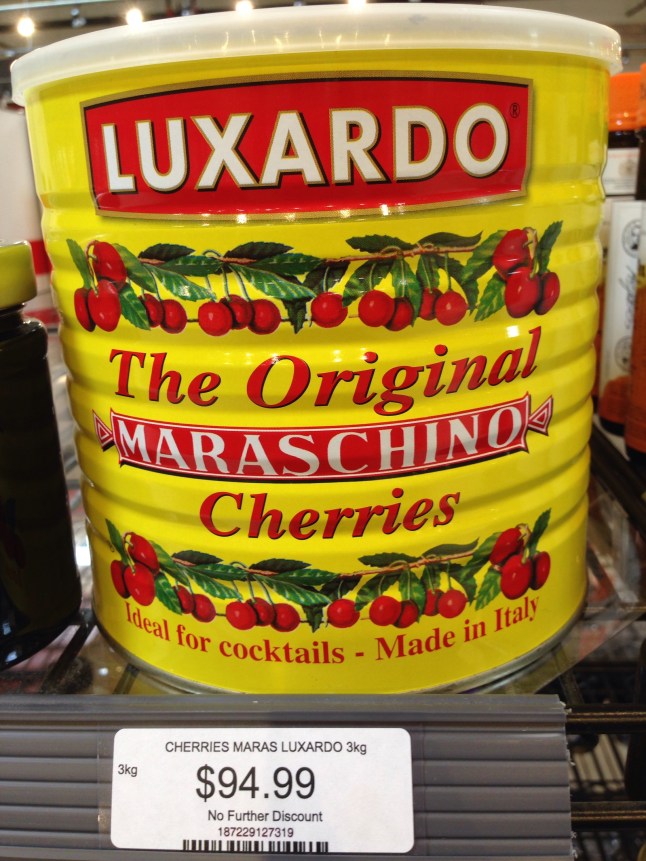 LUXARDO®
The Original
MARASCHINO
Cherries
Ideal for cocktails - Made in Italy
CHERRIES MARAS LUXARDO 3kg
3kg
$94.99
No Further Discount
187229127319